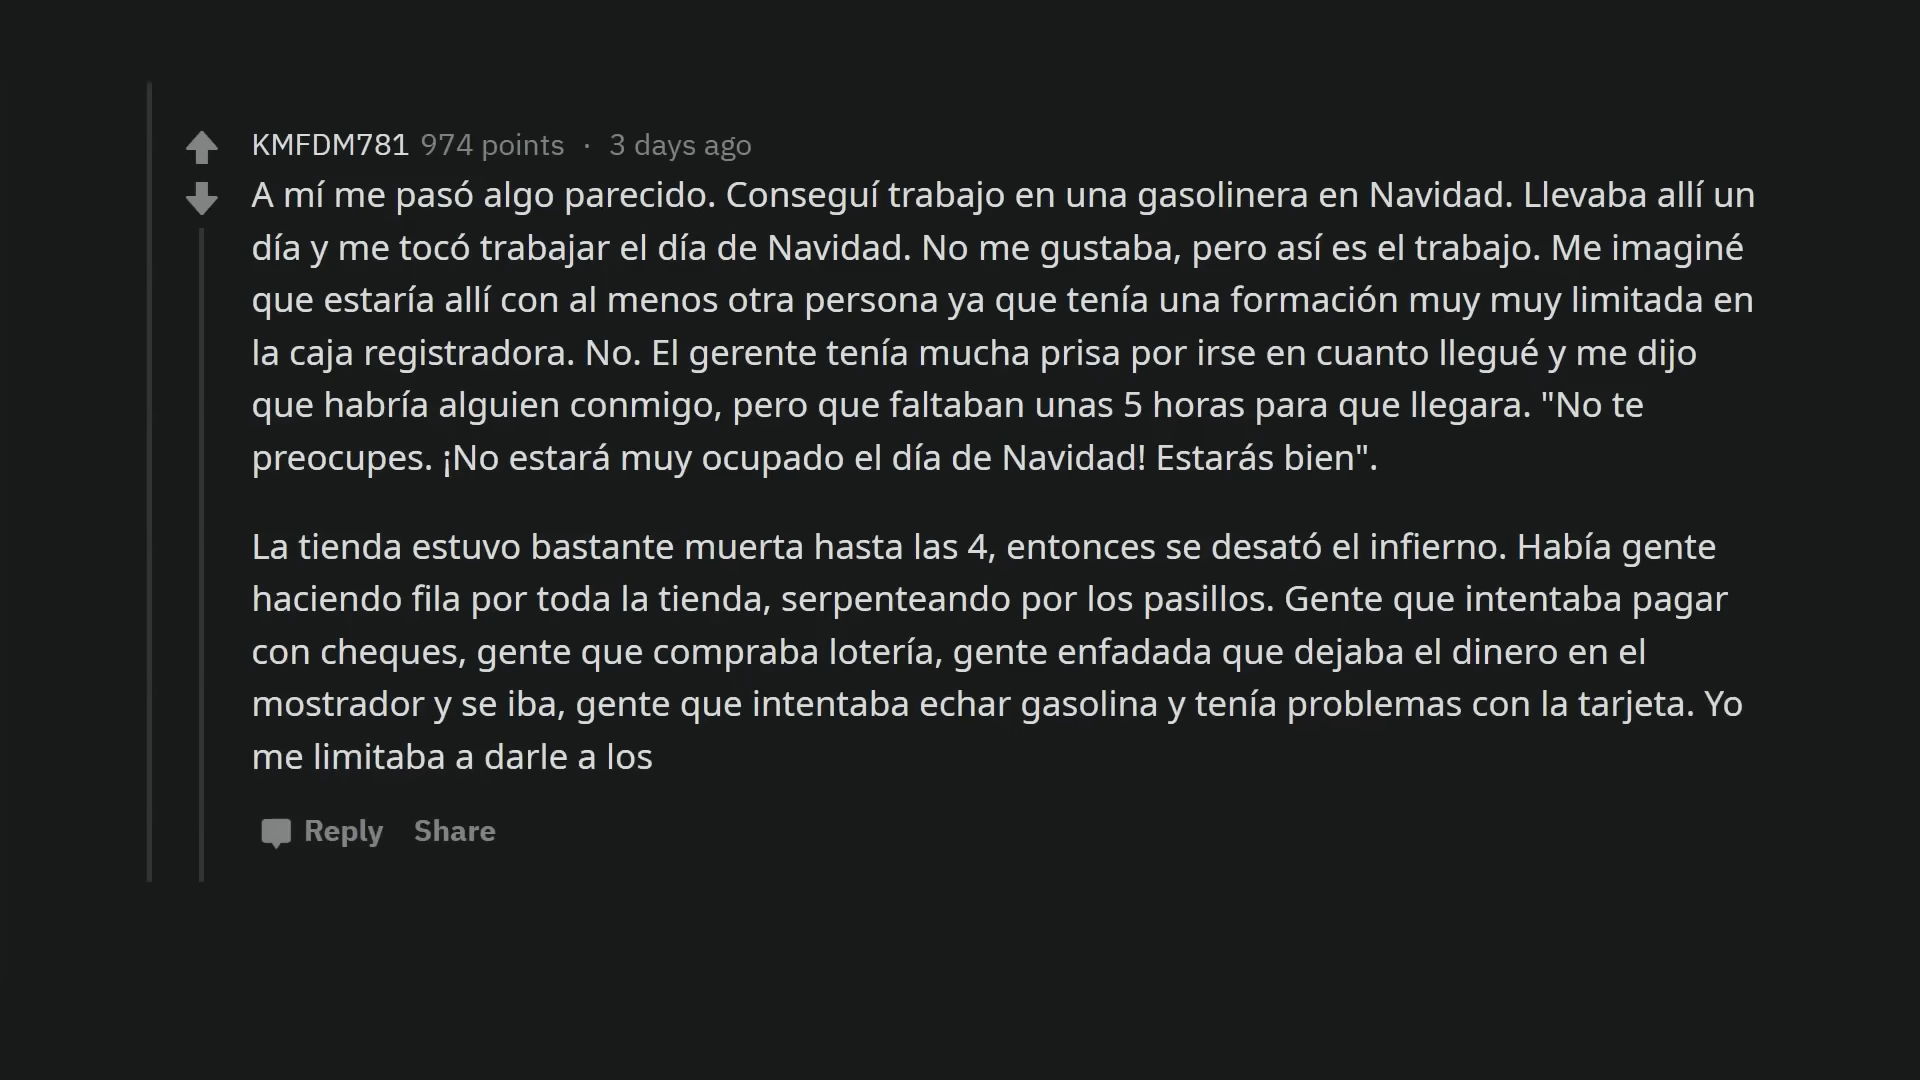 KMFDM781 974 points · 3 days ago
A mí me pasó algo parecido. Conseguí trabajo en una gasolinera en Navidad. Llevaba allí un
día y me tocó trabajar el día de Navidad. No me gustaba, pero así es el trabajo. Me imaginé
que estaría allí con al menos otra persona ya que tenía una formación muy muy limitada en
la caja registradora. No. El gerente tenía mucha prisa por irse en cuanto llegué y me dijo
que habría alguien conmigo, pero que faltaban unas 5 horas para que llegara. "No te
preocupes. ¡No estará muy ocupado el día de Navidad! Estarás bien".
La tienda estuvo bastante muerta hasta las 4, entonces se desató el infierno. Había gente
haciendo fila por toda la tienda, serpenteando por los pasillos. Gente que intentaba pagar
con cheques, gente que compraba lotería, gente enfadada que dejaba el dinero en el
mostrador y se iba, gente que intentaba echar gasolina y tenía problemas con la tarjeta. Yo
me limitaba a darle a los
Reply Share